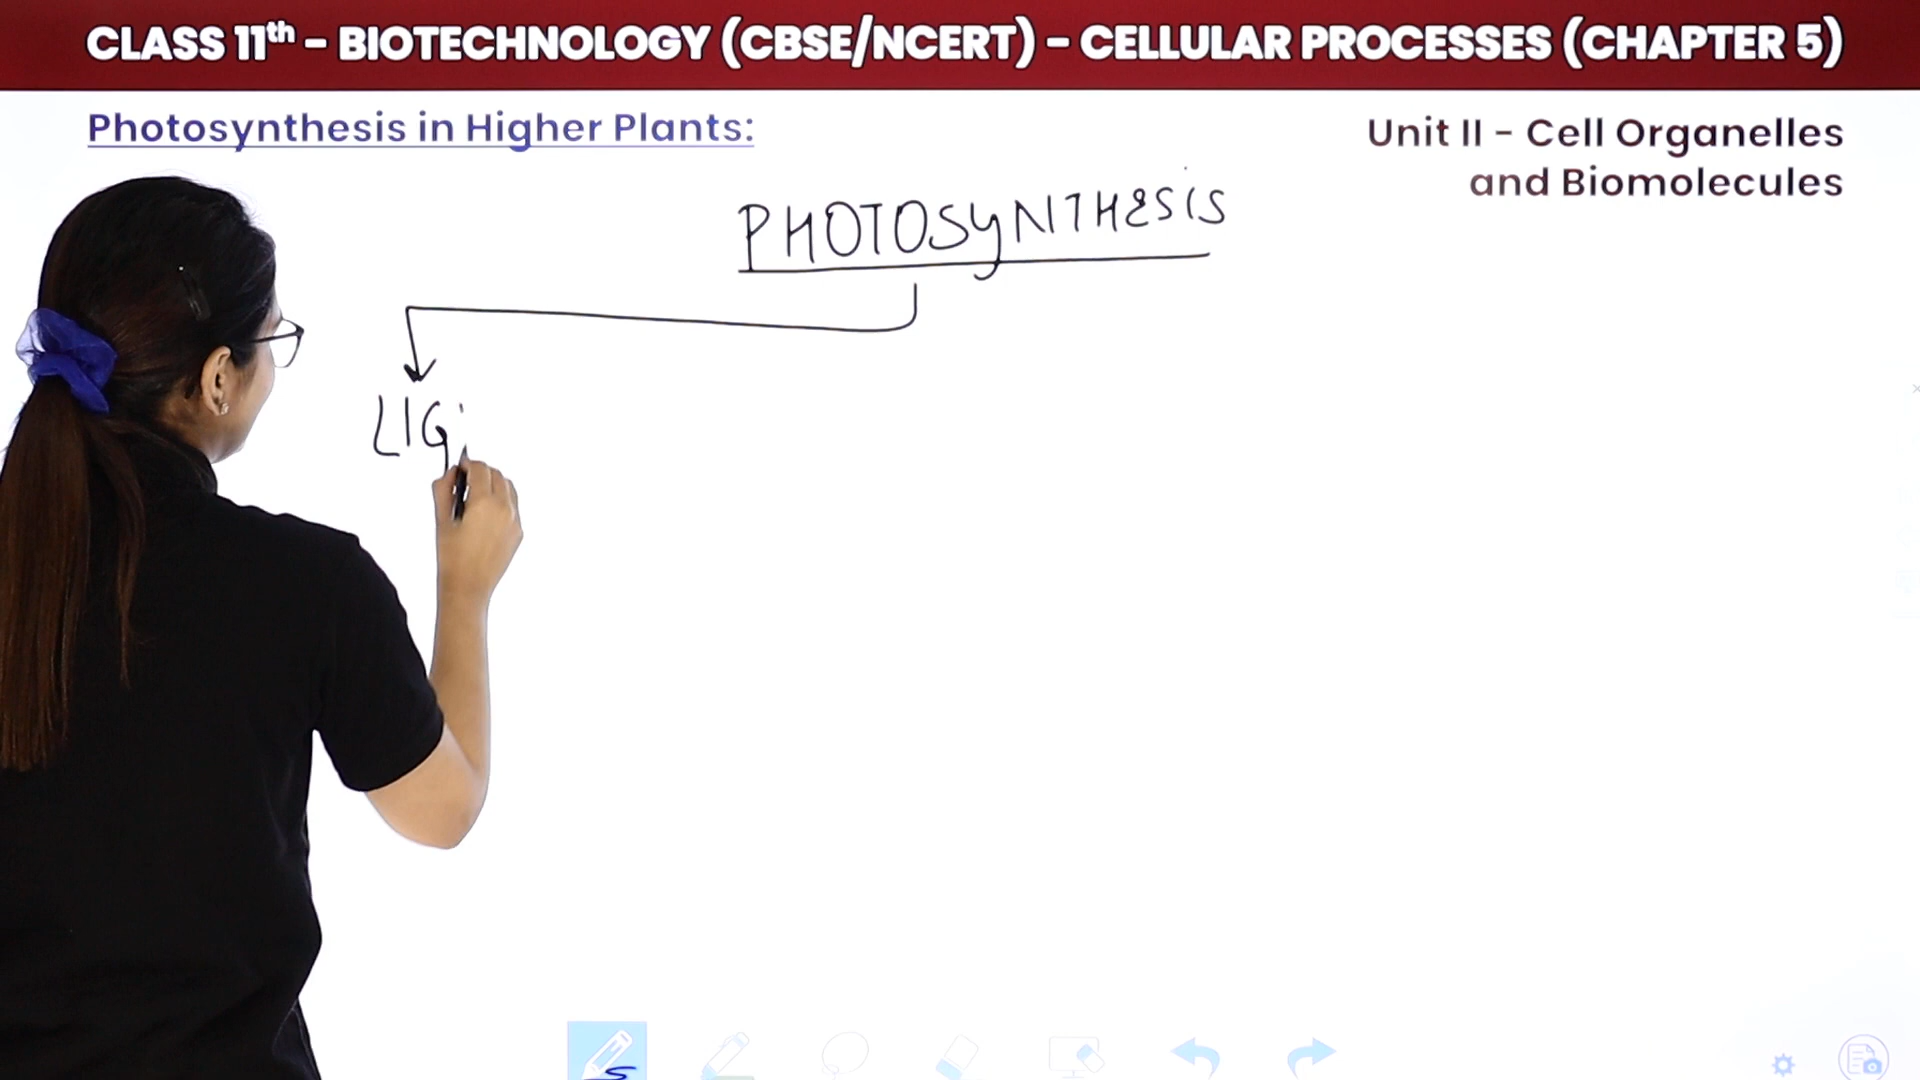 CLASS 11th – BIOTECHNOLOGY (CBSE/NCERT) – CELLULAR PROCESSES (CHAPTER 5)
Photosynthesis in Higher Plants:
Unit II – Cell Organelles
and Biomolecules
PHOTOSYNTHESIS
LIG